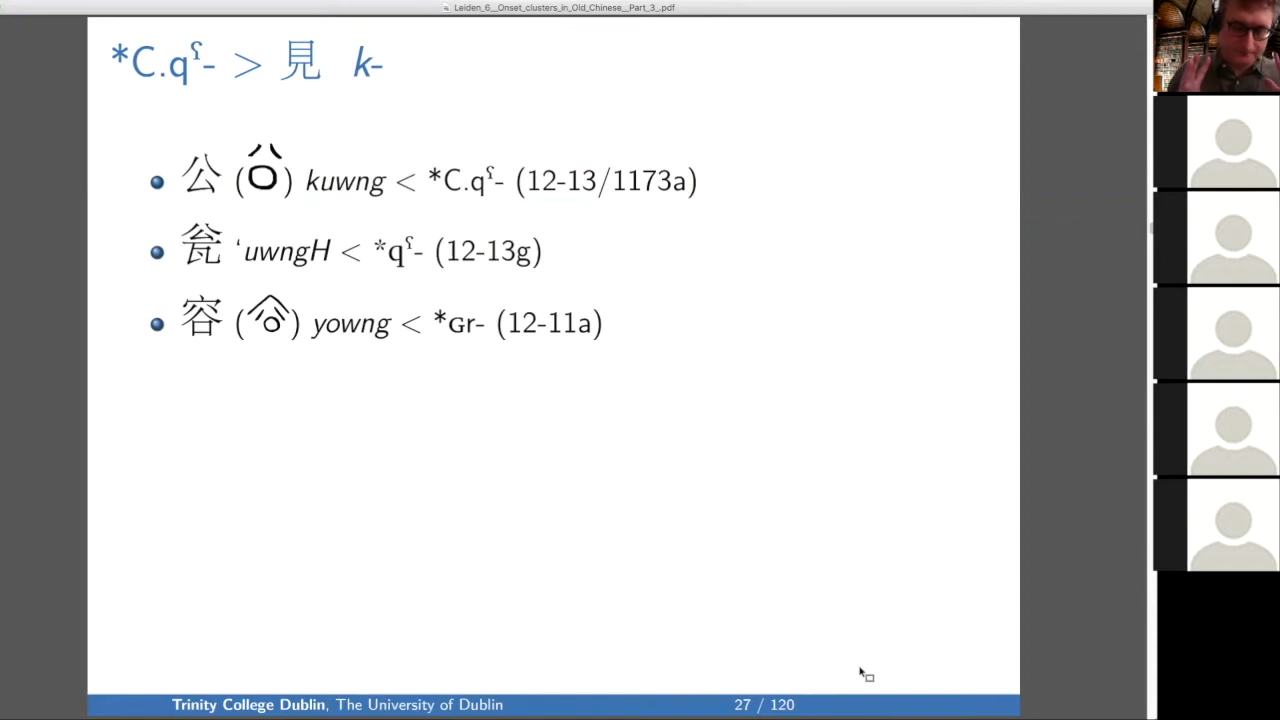 Leiden_6__Onset_clusters_in_Old_Chinese__Part_3_.pdf
*C.qˤ- > 見 k-
公 (㕣) kuwng < *C.qˤ- (12-13/1173a)
瓮 ‘uwngH < *qˤ- (12-13g)
容 () yowng < *ɢr- (12-11a)
Trinity College Dublin, The University of Dublin 27 / 120